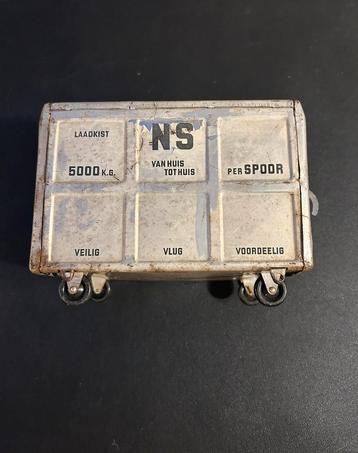 LAADKIST
5000 K.G.
NS
VAN HUIS
TOT HUIS
PER SPOOR
VEILIG
VLUG
VOORDEELIG